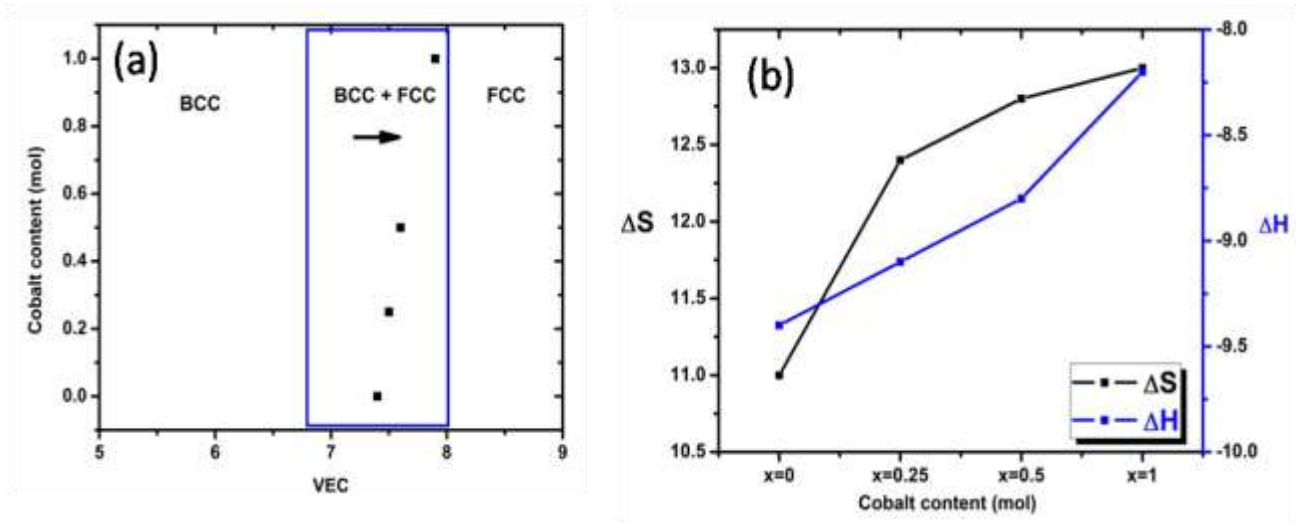 (a)
1.0
0.8
0.6
0.4
0.2
0.0
Cobalt content (mol)
BCC
BCC + FCC
FCC
5
6
7
8
9
VEC
(b)
13.0
12.5
12.0
11.5
11.0
10.5
ΔS
-8.0
-8.5
-9.0
-9.5
-10.0
ΔH
ΔS
ΔH
x=0
x=0.25
x=0.5
x=1
Cobalt content (mol)